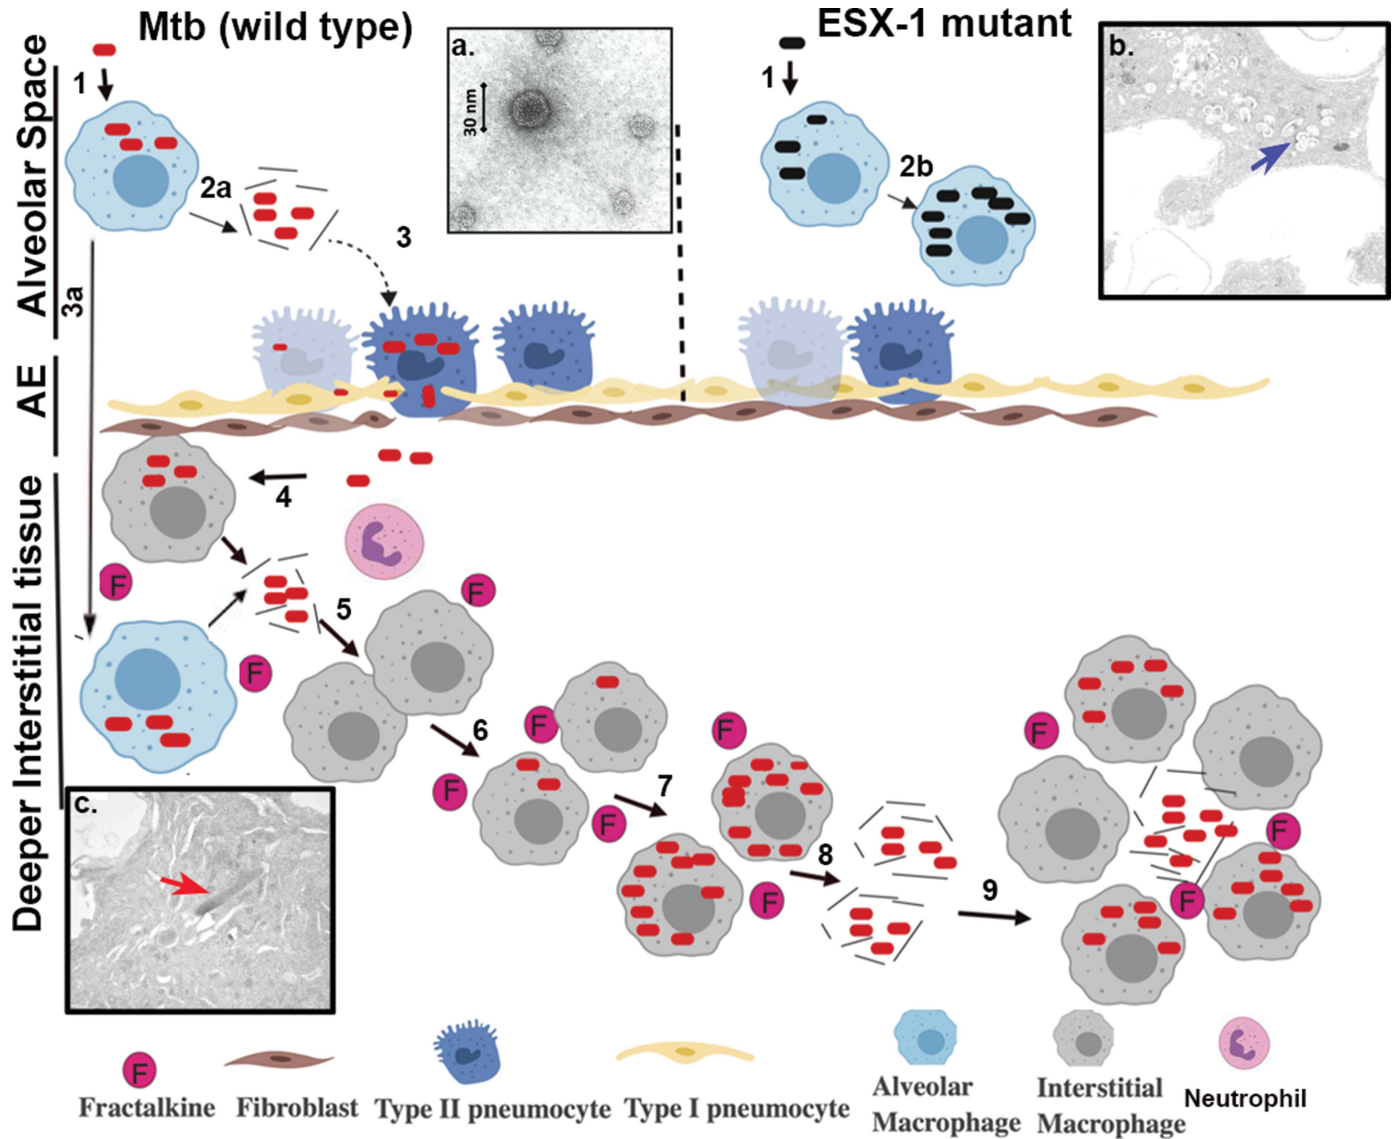 Mtb (wild type)
ESX-1 mutant
a.
30 nm
b.
Alveolar Space
AE
Deeper Interstitial tissue
1
2a
3
3a
1
2b
4
F
F
F
5
6
F
F
F
7
F
F
8
9
F
F
F
c.
F
Fractalkine
Fibroblast
Type II pneumocyte
Type I pneumocyte
Alveolar
Macrophage
Interstitial
Macrophage
Neutrophil